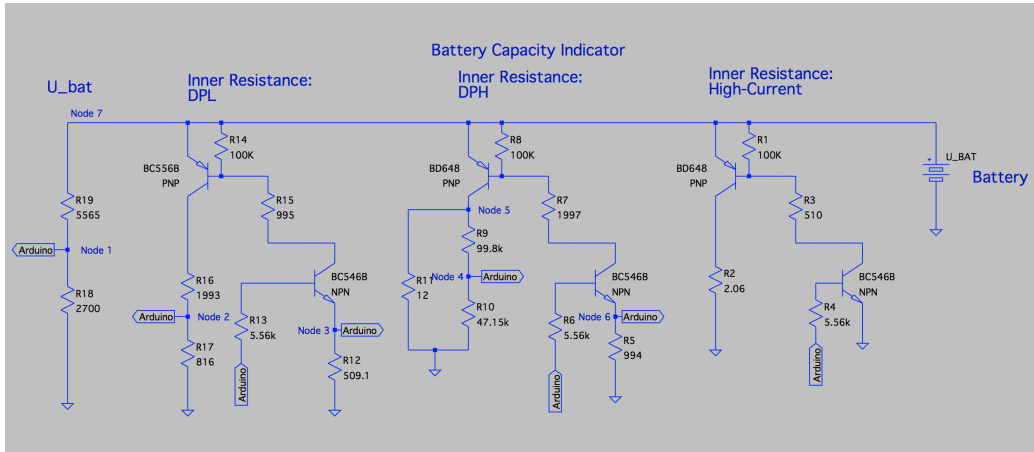 Battery Capacity Indicator
U_bat
Inner Resistance:
DPL
Inner Resistance:
DPH
Inner Resistance:
High-Current
Node 7
R14
100K
R8
100K
R1
100K
BC556B
PNP
BD648
PNP
BD648
PNP
U_BAT
+
Battery
R19
5565
R15
995
R7
1997
R3
510
Node 5
Arduino
Node 1
R9
99.8k
R16
1993
BC546B
NPN
R11
12
Node 4
Arduino
BC546B
NPN
R2
2.06
BC546B
NPN
R18
2700
Arduino
Node 2
R13
5.56k
Node 3
Arduino
R10
47.15k
R6
5.56k
Node 6
Arduino
R4
5.56k
R17
816
R12
509.1
R5
994
Arduino
Arduino
Arduino